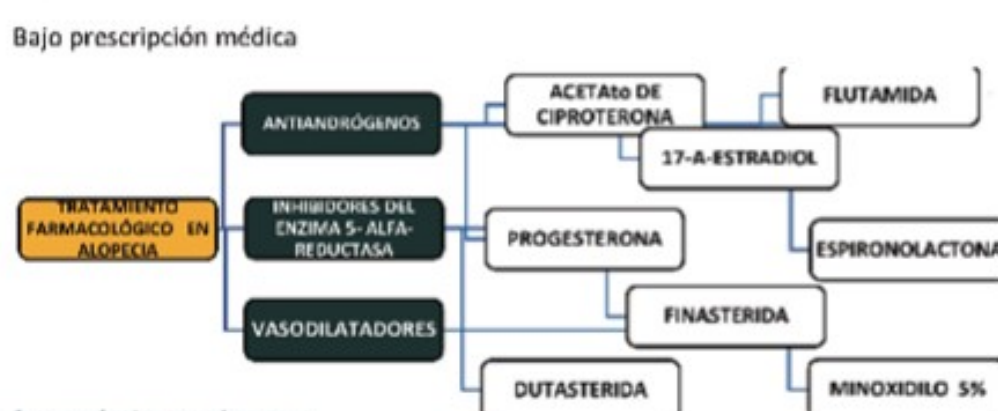 Bajo prescripción médica
ACETAto DE
CIPROTERONA
FLUTAMIDA
ANTIANDRÓGENOS
17-A-ESTRADIOL
TRATAMIENTO
FARMACOLÓGICO EN
ALOPECIA
INHIBIDORES DEL
ENZIMA 5- ALFA-
REDUCTASA
PROGESTERONA
ESPIRONOLACTONA
VASODILATADORES
FINASTERIDA
DUTASTERIDA
MINOXIDILO 5%